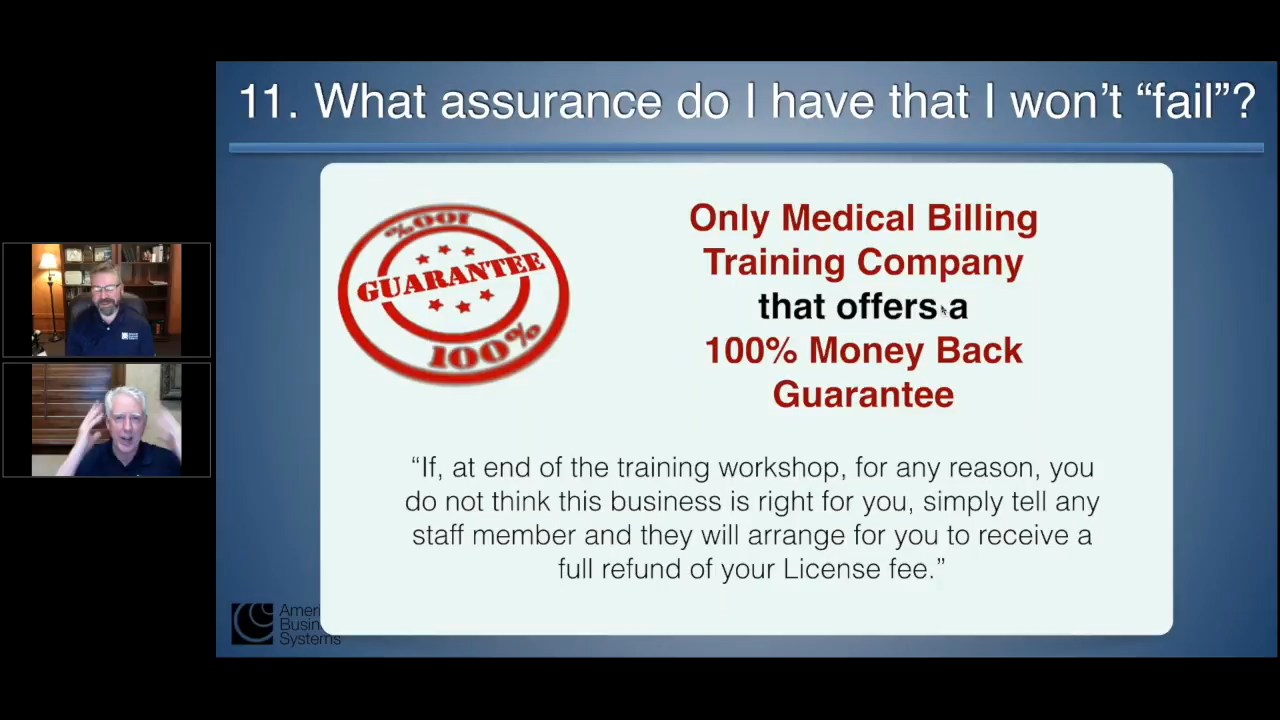 11. What assurance do I have that I won’t “fail”?
100%
GUARANTEE
100%
Only Medical Billing
Training Company
that offers a
100% Money Back
Guarantee
“If, at end of the training workshop, for any reason, you
do not think this business is right for you, simply tell any
staff member and they will arrange for you to receive a
full refund of your License fee.”
Ameri
Busin
Systems